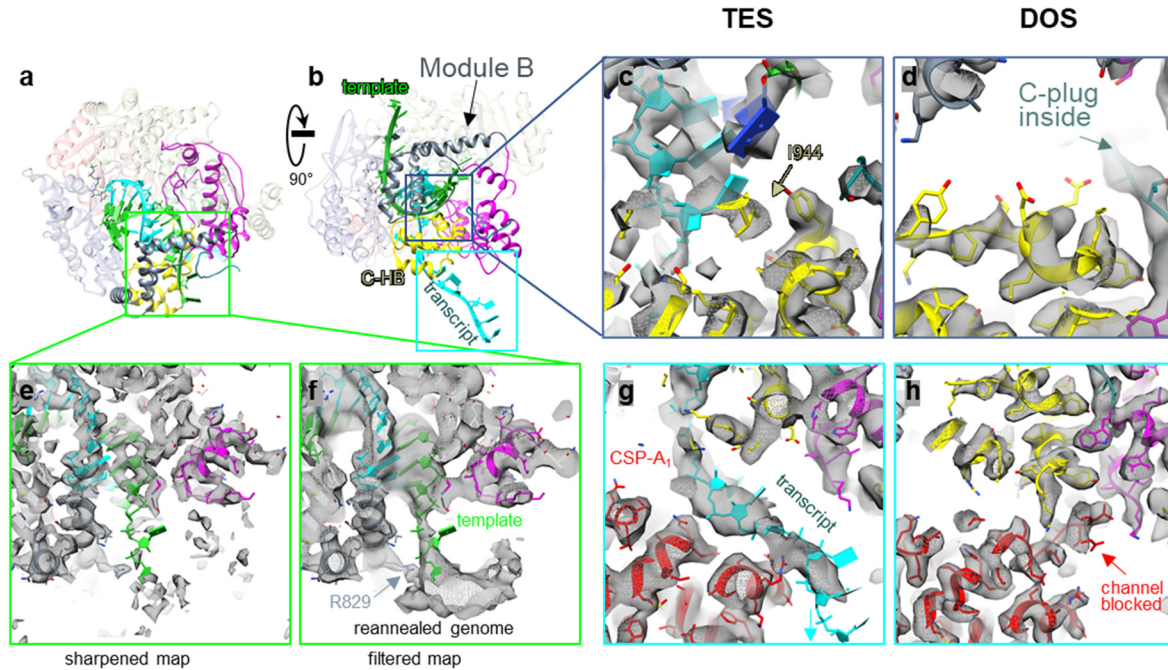 TES
DOS
a
b
template
Module B
90°
C-HB
transcript
c
I944
d
C-plug
inside
e
sharpened map
f
template
R829
reannealed genome
filtered map
g
CSP-A₁
transcript
h
channel
blocked